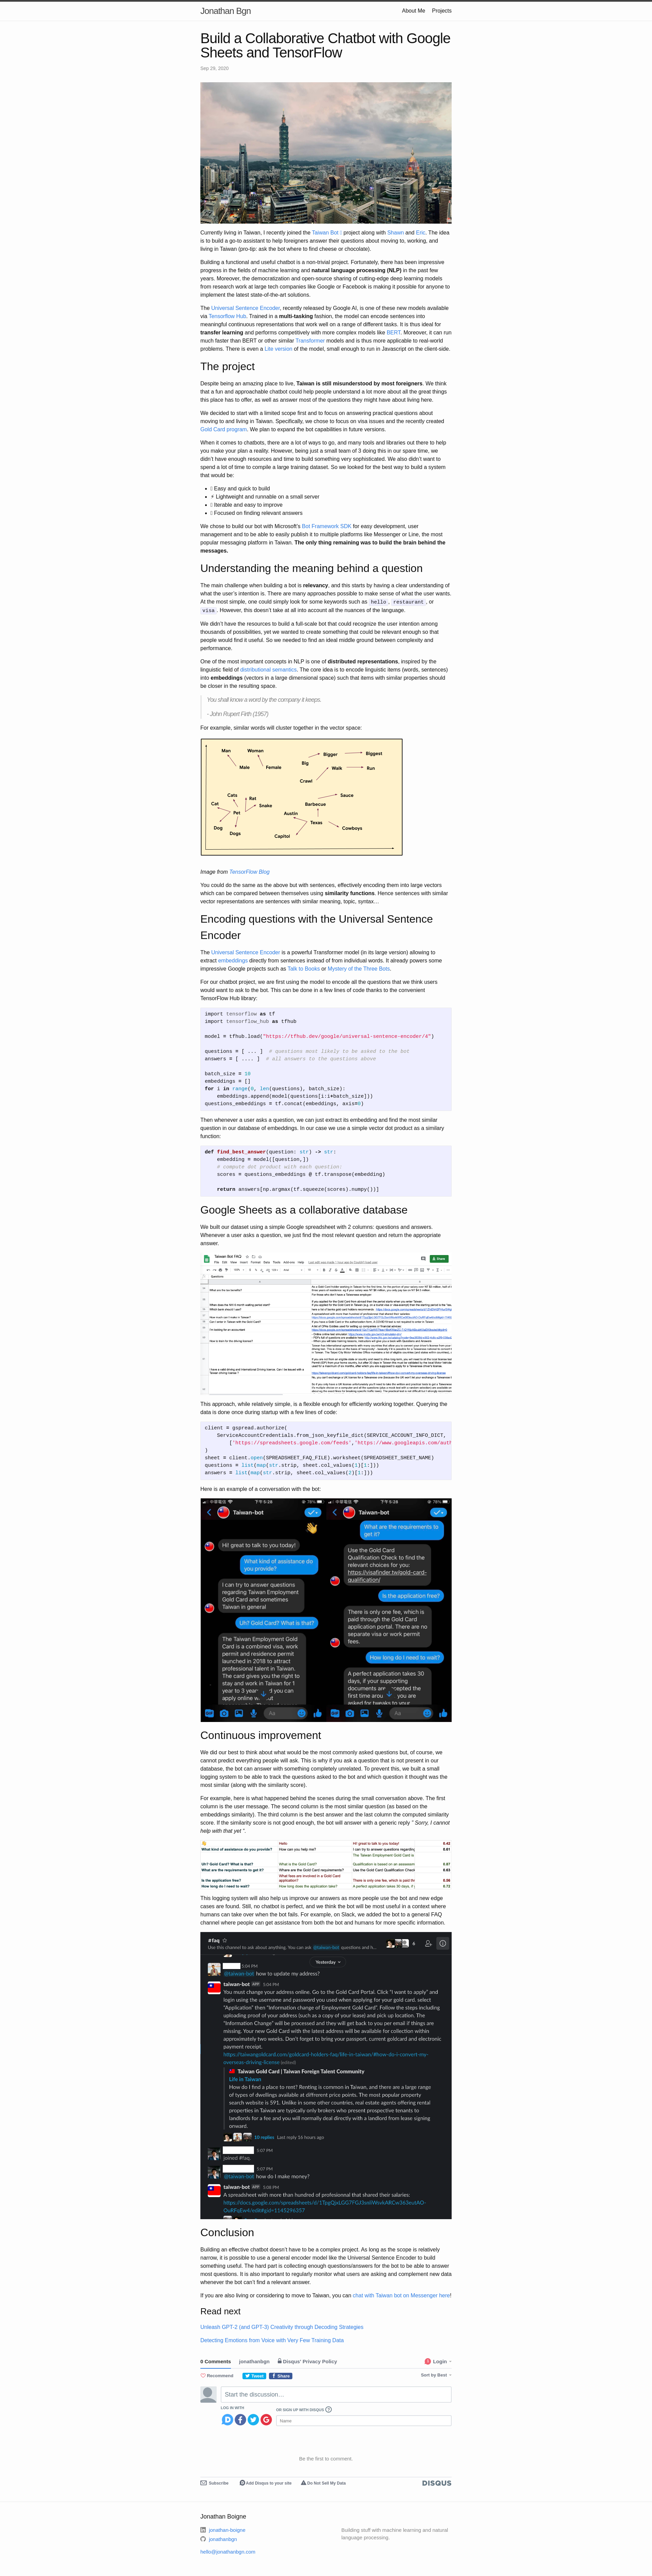 Jonathan Bgn
About Me Projects
Build a Collaborative Chatbot with Google
Sheets and TensorFlow
Sep 29, 2020
Currently living in Taiwan, I recently joined the Taiwan Bot project along with Shawn and Eric. The idea
is to build a go-to assistant to help foreigners answer their questions about moving to, working, and
living in Taiwan (pro-tip: ask the bot where to find cheese or chocolate).
Building a functional and useful chatbot is a non-trivial project. Fortunately, there has been impressive
progress in the fields of machine learning and natural language processing (NLP) in the past few
years. Moreover, the democratization and open-source sharing of cutting-edge deep learning models
from research work at large tech companies like Google or Facebook is making it possible for anyone to
implement the latest state-of-the-art solutions.
The Universal Sentence Encoder, recently released by Google AI, is one of these new models available
via Tensorflow Hub. Trained in a multi-tasking fashion, the model can encode sentences into
meaningful continuous representations that work well on a range of different tasks. It is thus ideal for
transfer learning and performs competitively with more complex models like BERT. Moreover, it can run
much faster than BERT or other similar Transformer models and is thus more applicable to real-world
problems. There is even a Lite version of the model, small enough to run in Javascript on the client-side.
The project
Despite being an amazing place to live, Taiwan is still misunderstood by most foreigners. We think
that a fun and approachable chatbot could help people understand a lot more about all the great things
this place has to offer, as well as answer most of the questions they might have about living here.
We decided to start with a limited scope first and to focus on answering practical questions about
moving to and living in Taiwan. Specifically, we chose to focus on visa issues and the recently created
Gold Card program. We plan to expand the bot capabilities in future versions.
When it comes to chatbots, there are a lot of ways to go, and many tools and libraries out there to help
you make your plan a reality. However, being just a small team of 3 doing this in our spare time, we
didn't have enough resources and time to build something very sophisticated. We also didn't want to
spend a lot of time to compile a large training dataset. So we looked for the best way to build a system
that would be:
Easy and quick to build
Lightweight and runnable on a small server
Iterable and easy to improve
Focused on finding relevant answers
We chose to build our bot with Microsoft's Bot Framework SDK for easy development, user
management and to be able to easily publish it to multiple platforms like Messenger or Line, the most
popular messaging platform in Taiwan. The only thing remaining was to build the brain behind the
messages.
Understanding the meaning behind a question
The main challenge when building a bot is relevancy, and this starts by having a clear understanding of
what the user's intention is. There are many approaches possible to make sense of what the user wants.
At the most simple, one could simply look for some keywords such as hello , restaurant , or
visa . However, this doesn't take at all into account all the nuances of the language.
We didn't have the resources to build a full-scale bot that could recognize the user intention among
thousands of possibilities, yet we wanted to create something that could be relevant enough so that
people would find it useful. So we needed to find an ideal middle ground between complexity and
performance.
One of the most important concepts in NLP is one of distributed representations, inspired by the
linguistic field of distributional semantics. The core idea is to encode linguistic items (words, sentences)
into embeddings (vectors in a large dimensional space) such that items with similar properties should
be closer in the resulting space.
You shall know a word by the company it keeps.
- John Rupert Firth (1957)
For example, similar words will cluster together in the vector space:
Man Woman
Male Female
Bigger Biggest
Big
Walk Run
Crawl
Cats
Rat
Cat Snake
Pet
Dog
Dogs
Sauce
Barbecue
Austin
Texas
Cowboys
Capitol
Image from TensorFlow Blog
You could do the same as the above but with sentences, effectively encoding them into large vectors
which can be compared between themselves using similarity functions. Hence sentences with similar
vector representations are sentences with similar meaning, topic, syntax…
Encoding questions with the Universal Sentence
Encoder
The Universal Sentence Encoder is a powerful Transformer model (in its large version) allowing to
extract embeddings directly from sentences instead of from individual words. It already powers some
impressive Google projects such as Talk to Books or Mystery of the Three Bots.
For our chatbot project, we are first using the model to encode all the questions that we think users
would want to ask to the bot. This can be done in a few lines of code thanks to the convenient
TensorFlow Hub library:
import tensorflow as tf
import tensorflow_hub as tfhub
model = tfhub.load("https://tfhub.dev/google/universal-sentence-encoder/4")
questions = [ ... ] # questions most likely to be asked to the bot
answers = [ .... ] # all answers to the questions above
batch_size = 10
embeddings = []
for i in range(0, len(questions), batch_size):
embeddings.append(model(questions[i:i+batch_size]))
questions_embeddings = tf.concat(embeddings, axis=0)
Then whenever a user asks a question, we can just extract its embedding and find the most similar
question in our database of embeddings. In our case we use a simple vector dot product as a similarity
function:
def find_best_answer(question: str) -> str:
embedding = model([question,])
# compute dot product with each question:
scores = questions_embeddings @ tf.transpose(embedding)
return answers[np.argmax(tf.squeeze(scores).numpy())]
Google Sheets as a collaborative database
We built our dataset using a simple Google spreadsheet with 2 columns: questions and answers.
Whenever a user asks a question, we just find the most relevant question and return the appropriate
answer.
Taiwan Bot FAQ
File Edit View Insert Format Data Tools Add-ons Help
Share
Questions
This approach, while relatively simple, is a flexible enough for efficiently working together. Querying the
data is done once during startup with a few lines of code:
client = gspread.authorize(
ServiceAccountCredentials.from_json_keyfile_dict(SERVICE_ACCOUNT_INFO_DICT,
['https://spreadsheets.google.com/feeds','https://www.googleapis.com/aut
)
sheet = client.open(SPREADSHEET_FAQ_FILE).worksheet(SPREADSHEET_SHEET_NAME)
questions = list(map(str.strip, sheet.col_values(1)[1:]))
answers = list(map(str.strip, sheet.col_values(2)[1:]))
Here is an example of a conversation with the bot:
中華電信 下午5:28 78%
Taiwan-bot
Hi! great to talk to you today!
What kind of assistance do
you provide?
I can try to answer questions
regarding Taiwan Employment
Gold Card and sometimes
Taiwan in general
Uh? Gold Card? What is that?
The Taiwan Employment Gold
Card is a combined visa, work
permit and residence permit
launched in 2018 to attract
professional talent in Taiwan.
The card gives you the right to
stay and work in Taiwan for 1
year to 3 years and you can
apply online
Aa
中華電信 下午5:28 78%
Taiwan-bot
What are the requirements to
get it?
Use the Gold Card
Qualification Check to find the
relevant choices for you:
https://visafinder.tw/gold-card-
qualification/
Is the application free?
There is only one fee, which is
paid through the Gold Card
application portal. There are no
separate visa or work permit
fees.
How long do I need to wait?
A perfect application takes 30
days, if your supporting
documents are accepted the
first time around you are
asked for tweaks to your
Aa
Continuous improvement
We did our best to think about what would be the most commonly asked questions but, of course, we
cannot predict everything people will ask. This is why if you ask a question that is not present in our
database, the bot can answer with something completely unrelated. To prevent this, we built a small
logging system to be able to track the questions asked to the bot and which question it thought was the
most similar (along with the similarity score).
For example, here is what happened behind the scenes during the small conversation above. The first
column is the user message. The second column is the most similar question (as based on the
embeddings similarity). The third column is the best answer and the last column the computed similarity
score. If the similarity score is not good enough, the bot will answer with a generic reply " Sorry, I cannot
help with that yet ".
Hello Hi! great to talk to you today! 0.42
What kind of assistance do you provide? How can you help me? I can try to answer questions 0.61
The Taiwan Employment Gold
Uh? Gold Card? What is that? What is the Gold Card? Qualification is based on an assessment 0.87
What are the requirements to get it? Where are the Gold Card requirements? Use the Gold Card Qualification Check 0.63
Is the application free? What fees are involved in a Gold Card application? There is only one fee, which is paid 0.56
How long do I need to wait? How long does the application take? A perfect application takes 30 days, if 0.72
This logging system will also help us improve our answers as more people use the bot and new edge
cases are found. Still, no chatbot is perfect, and we think the bot will be most useful in a context where
humans can take over when the bot fails. For example, on Slack, we added the bot to a general FAQ
channel where people can get assistance from both the bot and humans for more specific information.
#faq
Use this channel to ask about anything. You can ask @taiwan-bot questions and h...
6
Yesterday
5:04 PM
@taiwan-bot how to update my address?
taiwan-bot APP 5:04 PM
You must change your address online. Go to the Gold Card Portal. Click "I want to apply" and
login using the username and password you used when applying for your gold card. select
"Application" then "Information change of Employment Gold Card". Follow the steps including
uploading proof of your address (such as a lease) and a copy of your job to keep it all straight.
Your new information will be processed and they will get back to you per email if things are
missing. Your new Gold Card with the latest address will be available for collection within
approximately two weeks. Don't forget to bring your passport, current goldcard and electronic
payment receipt.
https://taiwangoldcard.com/goldcard-holders-faq/life-in-taiwan/#how-do-i-convert-my-
overseas-driving-license (edited)
Taiwan Gold Card | Taiwan Foreign Talent Community
Life in Taiwan
How do I find a place to rent? Renting is common in Taiwan, and there are a large range
of types of dwellings available at different price points. The most popular property
search website is 591. Unlike in some other countries, real estate agents offering rental
properties in Taiwan are typically brokers who present prospective tenants to
landlords for a fee and you will normally deal directly with a landlord from lease signing
onward.
10 replies Last reply 16 hours ago
5:07 PM
joined #faq.
5:07 PM
@taiwan-bot how do I make money?
taiwan-bot APP 5:08 PM
A spreadsheet with more than hundred of professional that shared their salaries:
Conclusion
Building an effective chatbot doesn't have to be a complex project. As long as the scope is relatively
narrow, it is possible to use a general encoder model like the Universal Sentence Encoder to build
something useful. The hard part is to collect enough questions/answers for the bot to be able to answer
most questions. It is also important to regularly monitor what users are asking and complement new data
whenever the bot can't find a relevant answer.
If you are also living or considering to move to Taiwan, you can chat with Taiwan bot on Messenger here!
Read next
Unleash GPT-2 (and GPT-3) Creativity through Decoding Strategies
Detecting Emotions from Voice with Very Few Training Data
0 Comments jonathanbgn Disqus' Privacy Policy
1 Login
Recommend Tweet Share Sort by Best
Start the discussion…
LOG IN WITH
OR SIGN UP WITH DISQUS ?
Name
Be the first to comment.
Subscribe Add Disqus to your site Do Not Sell My Data DISQUS
Jonathan Boigne
jonathan-boigne
jonathanbgn
hello@jonathanbgn.com
Building stuff with machine learning and natural
language processing.